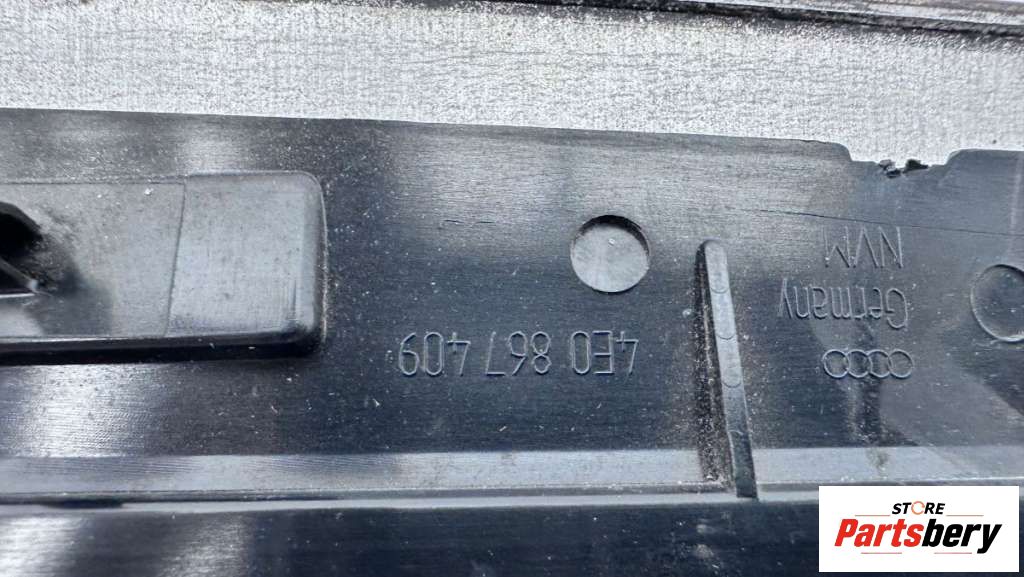 Germany
NVM
4E0 867 409
STORE
Partsbery